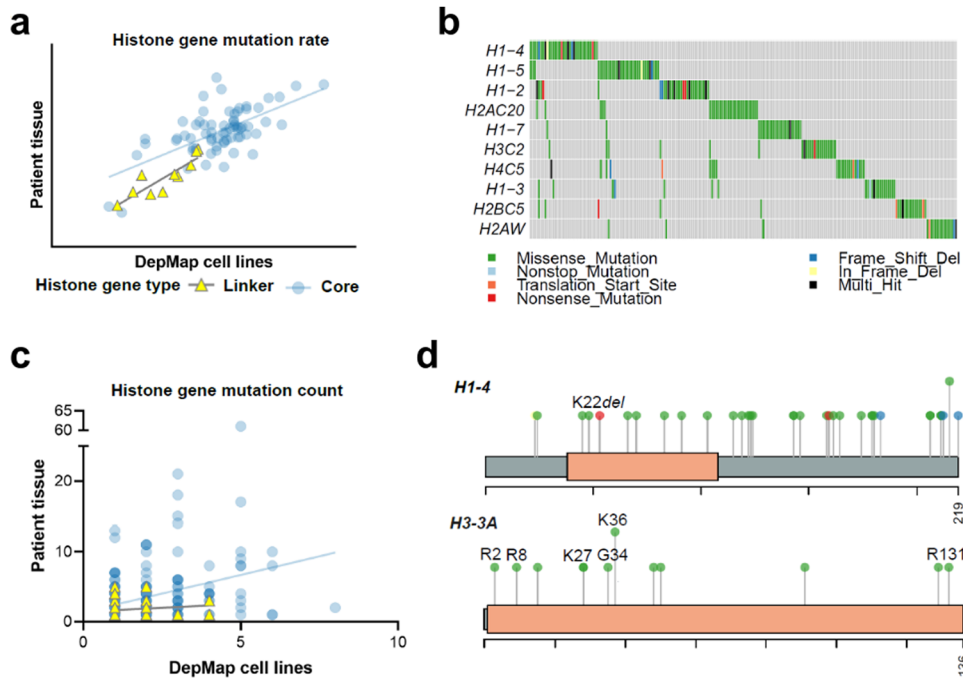 a
Histone gene mutation rate
Patient tissue
DepMap cell lines
Histone gene type Linker Core
b
H1−4
H1−5
H1−2
H2AC20
H1−7
H3C2
H4C5
H1−3
H2BC5
H2AW
Missense_Mutation
Nonstop_Mutation
Translation_Start_Site
Nonsense_Mutation
Frame_Shift_Del
In_Frame_Del
Multi_Hit
c
Histone gene mutation count
65
60
20
10
0
Patient tissue
0 5 10
DepMap cell lines
d
H1-4
K22del
219
H3-3A
K36
R2 R8 K27 G34 R131
136